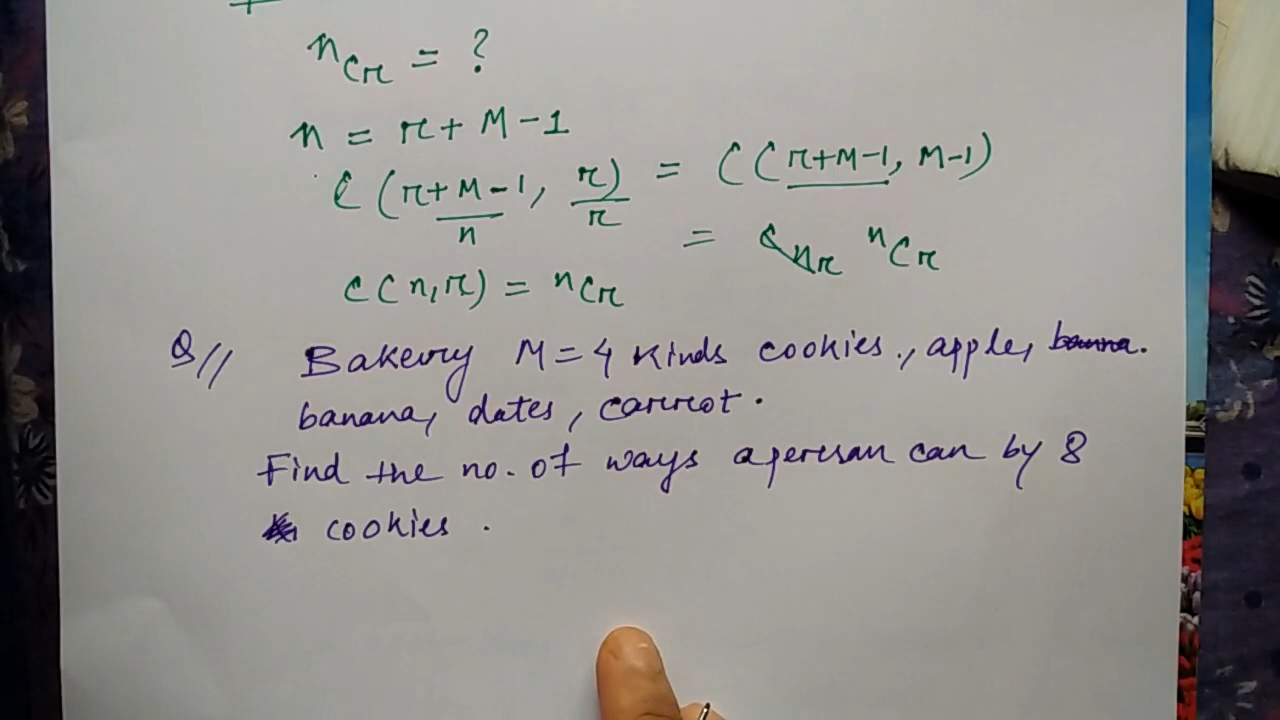 nCr = ?
n = r + M - 1
C (r+M-1, r) = C (r+M-1, M-1)
n r
= nCr
C(n,r) = nCr
Q// Bakery M = 4 Kinds cookies., apple,
banana, dates, carrot.
Find the no. of ways a person can by 8
cookies.